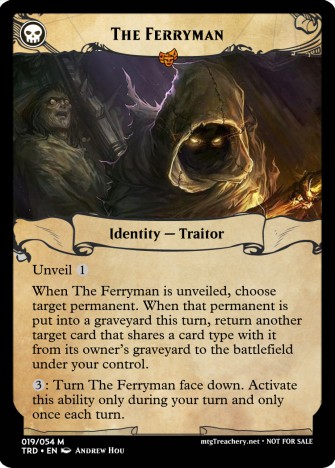 The Ferryman
Identity — Traitor
Unveil 1
When The Ferryman is unveiled, choose
target permanent. When that permanent is
put into a graveyard this turn, return another
target card that shares a card type with it
from its owner's graveyard to the battlefield
under your control.
3: Turn The Ferryman face down. Activate
this ability only during your turn and only
once each turn.
019/054 M
TRD • EN Andrew Hou
mtgTreachery.net • NOT FOR SALE